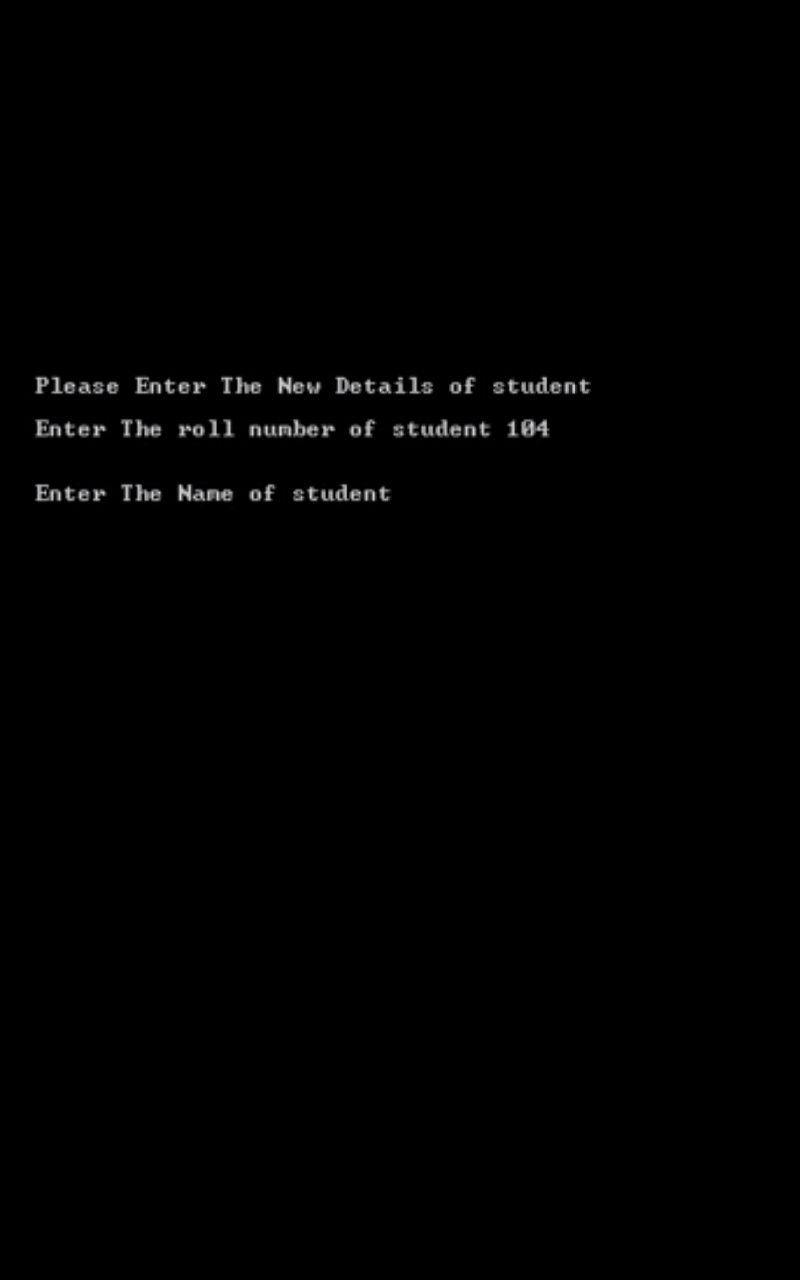 Please Enter The New Details of student
Enter The roll number of student 104
Enter The Name of student